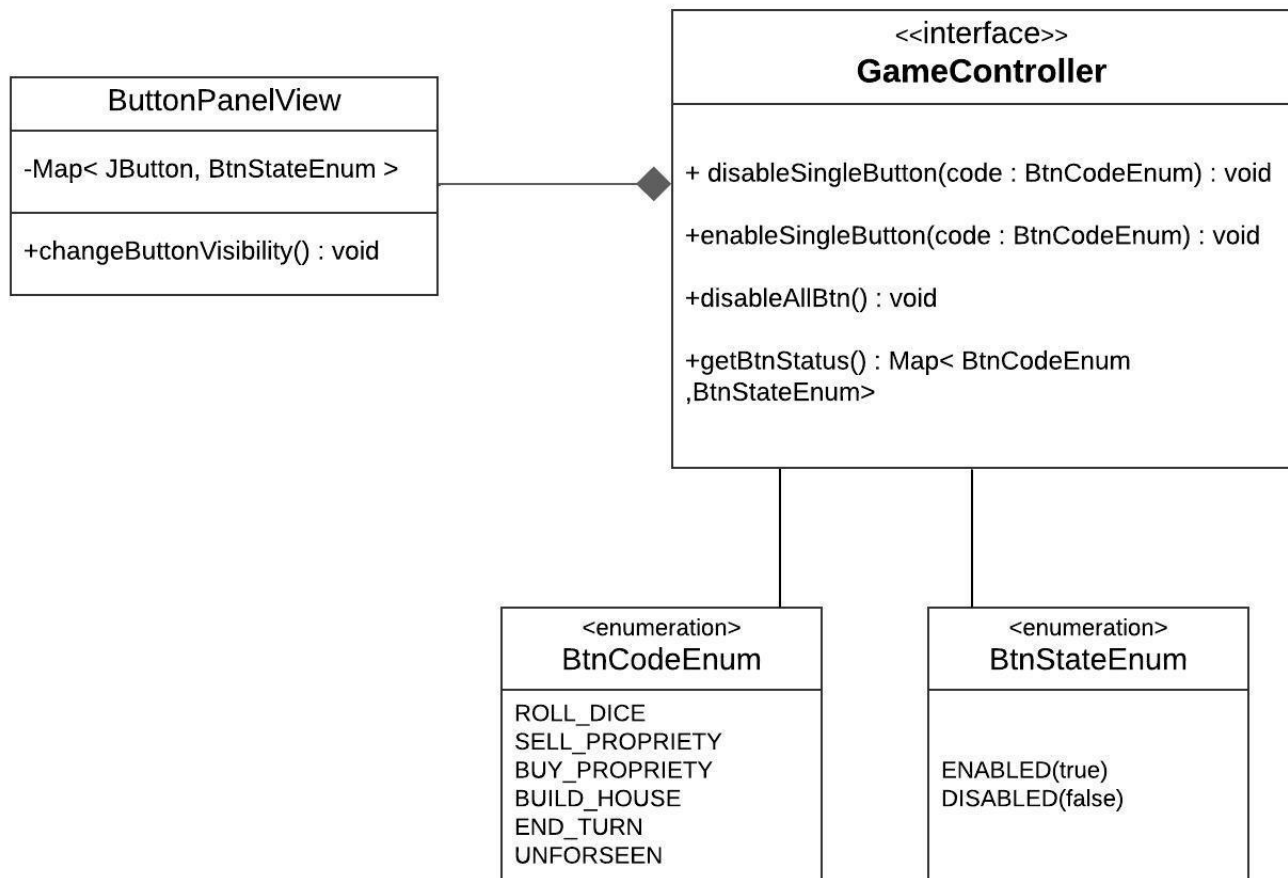 ButtonPanelView
-Map< JButton, BtnStateEnum >
+changeButtonVisibility() : void
<<interface>>
GameController
+ disableSingleButton(code : BtnCodeEnum) : void
+enableSingleButton(code : BtnCodeEnum) : void
+disableAllBtn() : void
+getBtnStatus() : Map< BtnCodeEnum
,BtnStateEnum>
<enumeration>
BtnCodeEnum
ROLL_DICE
SELL_PROPRIETY
BUY_PROPRIETY
BUILD_HOUSE
END_TURN
UNFORSEEN
<enumeration>
BtnStateEnum
ENABLED(true)
DISABLED(false)